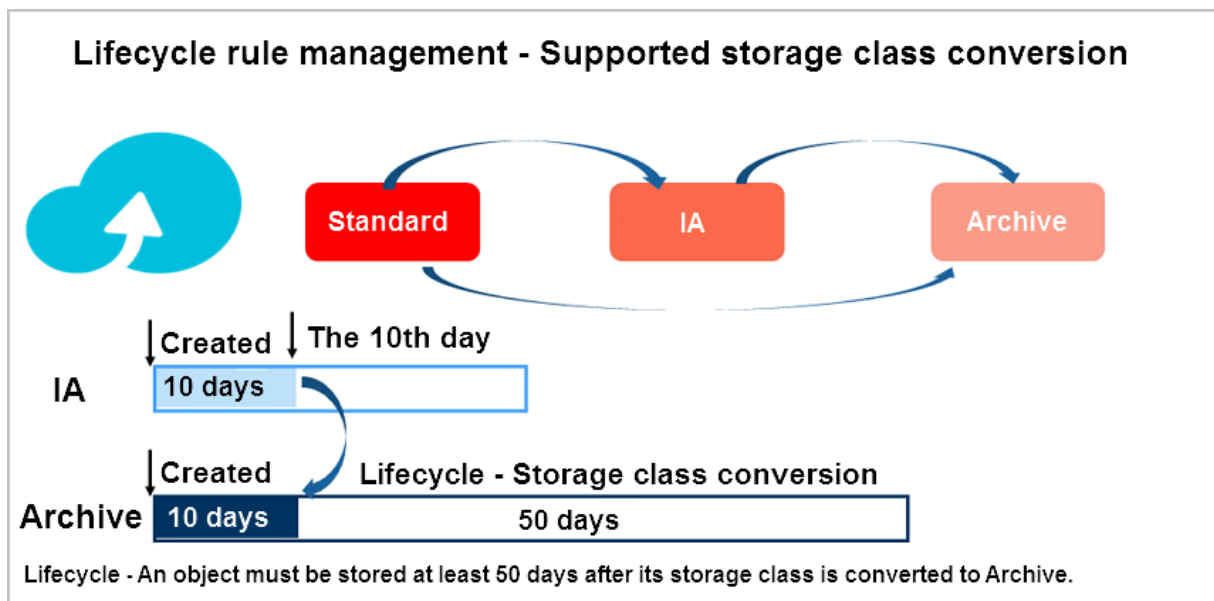 Lifecycle rule management - Supported storage class conversion
Standard
IA
Archive
Created
The 10th day
IA
10 days
Created
Lifecycle - Storage class conversion
Archive
10 days
50 days
Lifecycle - An object must be stored at least 50 days after its storage class is converted to Archive.